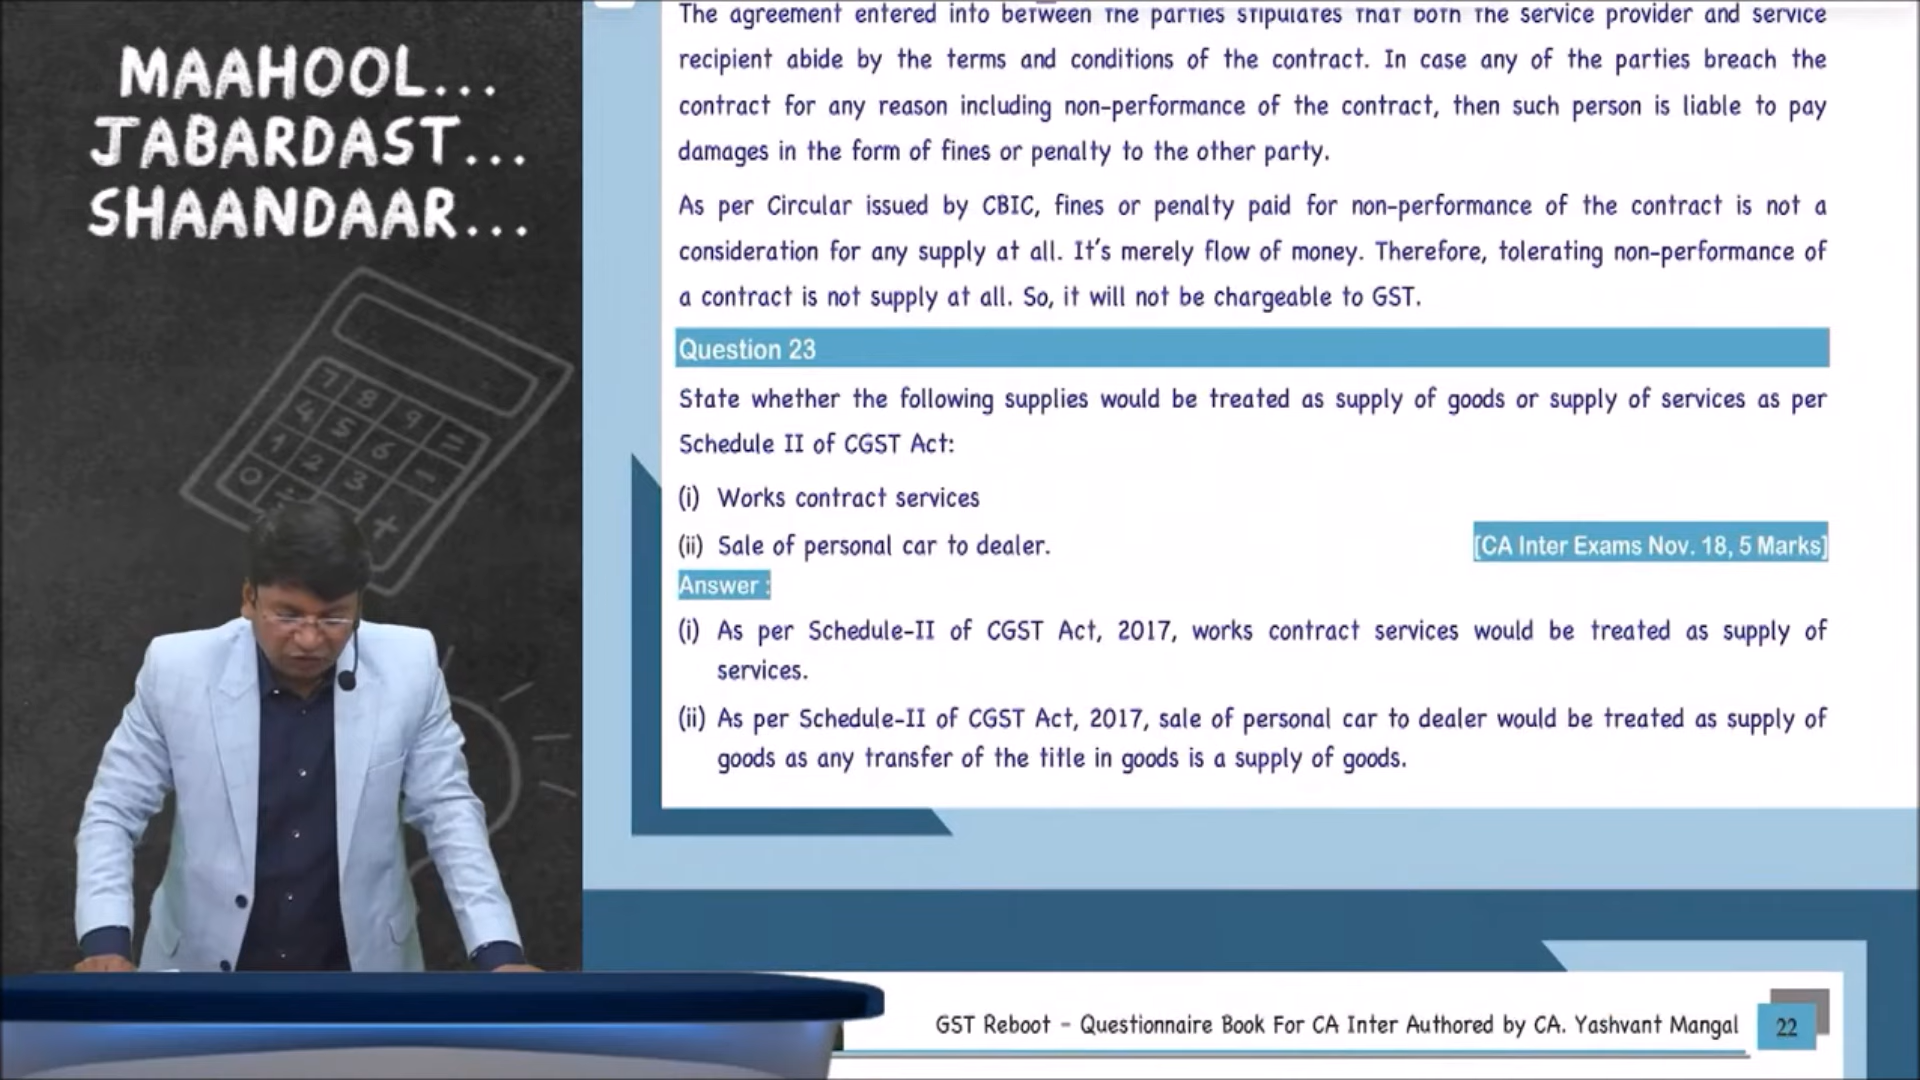 MAAHOOL...
JABARDAST...
SHAANDAAR...
7 8 9 =
4 5 6 -
1 2 3
0 ÷ +
The agreement entered into between the parties stipulates that both the service provider and service
recipient abide by the terms and conditions of the contract. In case any of the parties breach the
contract for any reason including non-performance of the contract, then such person is liable to pay
damages in the form of fines or penalty to the other party.
As per Circular issued by CBIC, fines or penalty paid for non-performance of the contract is not a
consideration for any supply at all. It's merely flow of money. Therefore, tolerating non-performance of
a contract is not supply at all. So, it will not be chargeable to GST.
Question 23
State whether the following supplies would be treated as supply of goods or supply of services as per
Schedule II of CGST Act:
(i) Works contract services
(ii) Sale of personal car to dealer. [CA Inter Exams Nov. 18, 5 Marks]
Answer :
(i) As per Schedule-II of CGST Act, 2017, works contract services would be treated as supply of
services.
(ii) As per Schedule-II of CGST Act, 2017, sale of personal car to dealer would be treated as supply of
goods as any transfer of the title in goods is a supply of goods.
GST Reboot - Questionnaire Book For CA Inter Authored by CA. Yashvant Mangal 22